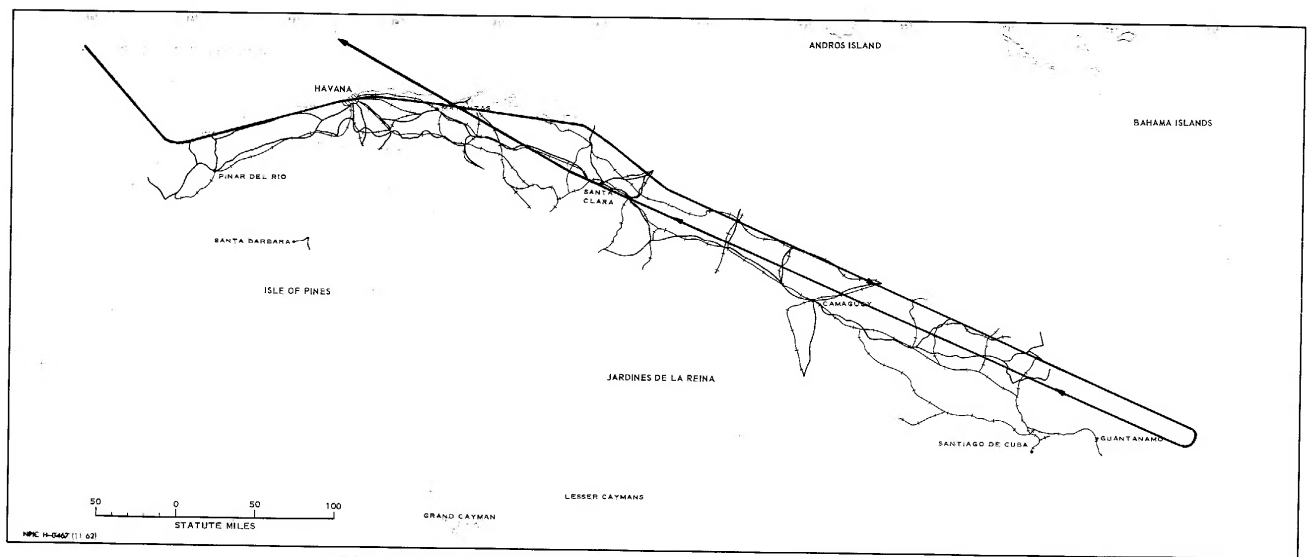 ANDROS ISLAND
HAVANA
BAHAMA ISLANDS
PINAR DEL RIO
SANTA
CLARA
SANTA BARBARA
ISLE OF PINES
CAMAGUEY
JARDINES DE LA REINA
SANTIAGO DE CUBA
GUANTANAMO
LESSER CAYMANS
GRAND CAYMAN
50 0 50 100
STATUTE MILES
NPIC H-8467 (11 62)